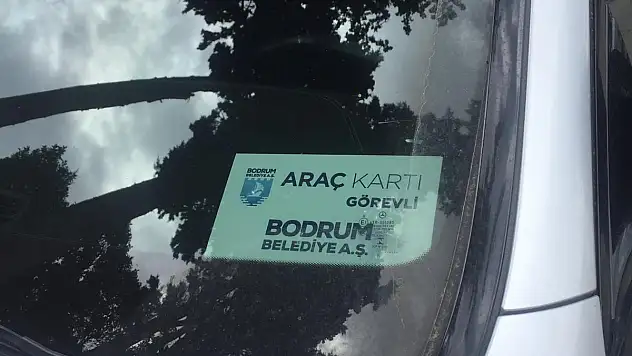 BODRUM
BELEDİYE A.Ş.
ARAÇ KARTI
GÖREVLİ
BODRUM
BELEDİYE A.Ş.